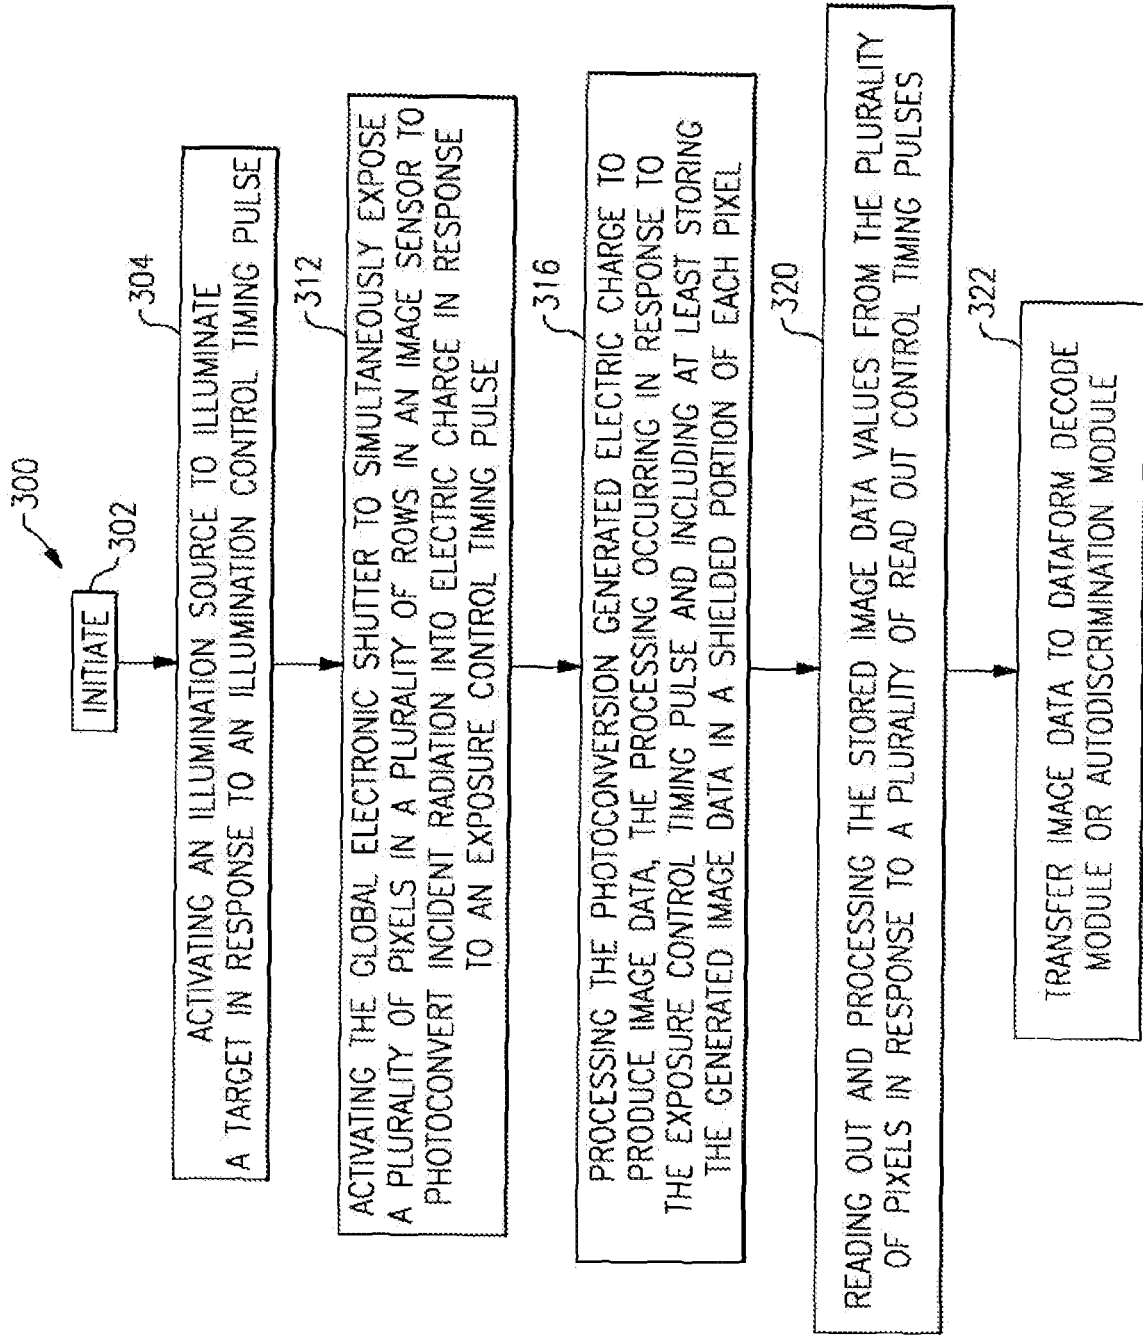 300
INITIATE
302
304
ACTIVATING AN ILLUMINATION SOURCE TO ILLUMINATE
A TARGET IN RESPONSE TO AN ILLUMINATION CONTROL TIMING PULSE
312
ACTIVATING THE GLOBAL ELECTRONIC SHUTTER TO SIMULTANEOUSLY EXPOSE
A PLURALITY OF PIXELS IN A PLURALITY OF ROWS IN AN IMAGE SENSOR TO
PHOTOCONVERT INCIDENT RADIATION INTO ELECTRIC CHARGE IN RESPONSE
TO AN EXPOSURE CONTROL TIMING PULSE
316
PROCESSING THE PHOTOCONVERSION GENERATED ELECTRIC CHARGE TO
PRODUCE IMAGE DATA, THE PROCESSING OCCURRING IN RESPONSE TO
THE EXPOSURE CONTROL TIMING PULSE AND INCLUDING AT LEAST STORING
THE GENERATED IMAGE DATA IN A SHIELDED PORTION OF EACH PIXEL
320
READING OUT AND PROCESSING THE STORED IMAGE DATA VALUES FROM THE PLURALITY
OF PIXELS IN RESPONSE TO A PLURALITY OF READ OUT CONTROL TIMING PULSES
322
TRANSFER IMAGE DATA TO DATAFORM DECODE
MODULE OR AUTODISCRIMINATION MODULE